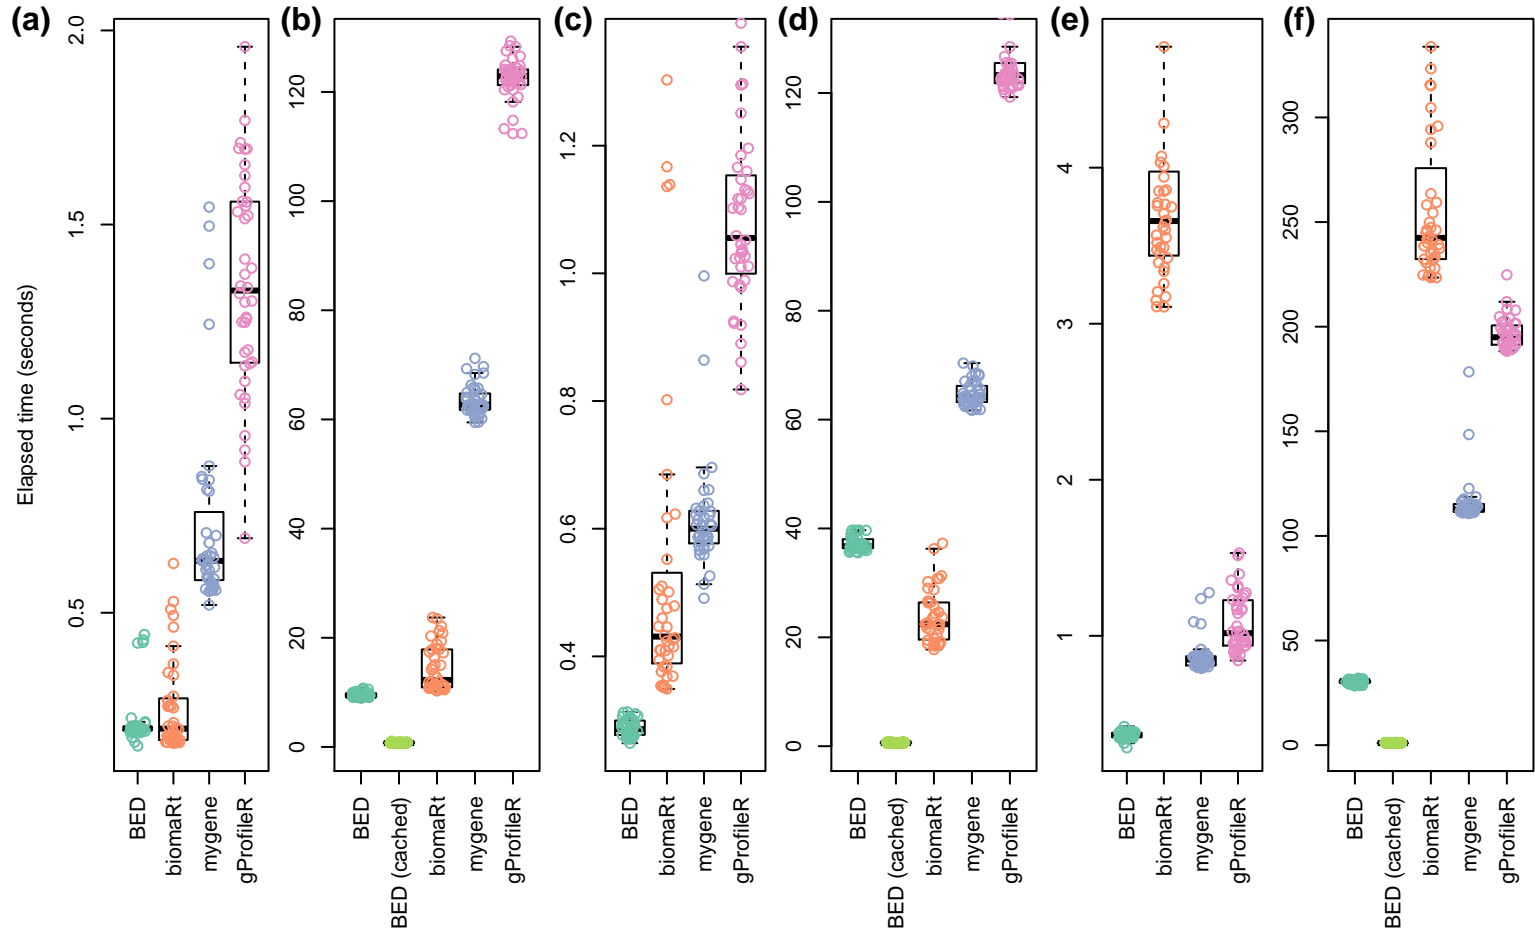 (a)
(b)
(c)
(d)
(e)
(f)
Elapsed time (seconds)
2.0
1.5
1.0
0.5
BED
biomaRt
mygene
gProfileR
120
100
80
60
40
20
0
BED
BED (cached)
biomaRt
mygene
gProfileR
1.2
1.0
0.8
0.6
0.4
BED
biomaRt
mygene
gProfileR
120
100
80
60
40
20
0
BED
BED (cached)
biomaRt
mygene
gProfileR
4
3
2
1
BED
biomaRt
mygene
gProfileR
300
250
200
150
100
50
0
BED
BED (cached)
biomaRt
mygene
gProfileR